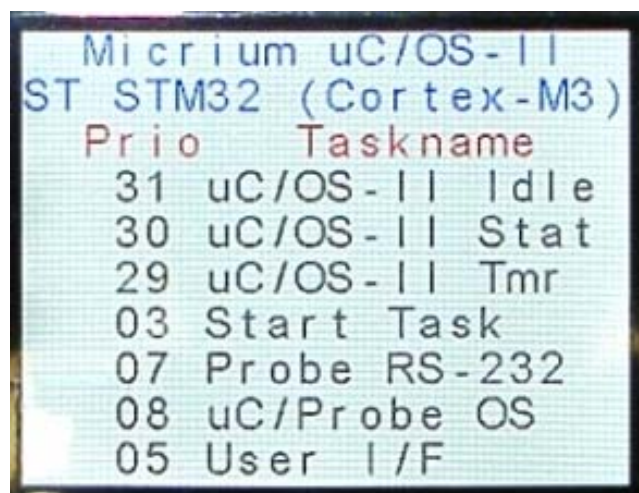 Micrium uC/OS-II
ST STM32 (Cortex-M3)
Prio Taskname
31 uC/OS-II Idle
30 uC/OS-II Stat
29 uC/OS-II Tmr
03 Start Task
07 Probe RS-232
08 uC/Probe OS
05 User I/F